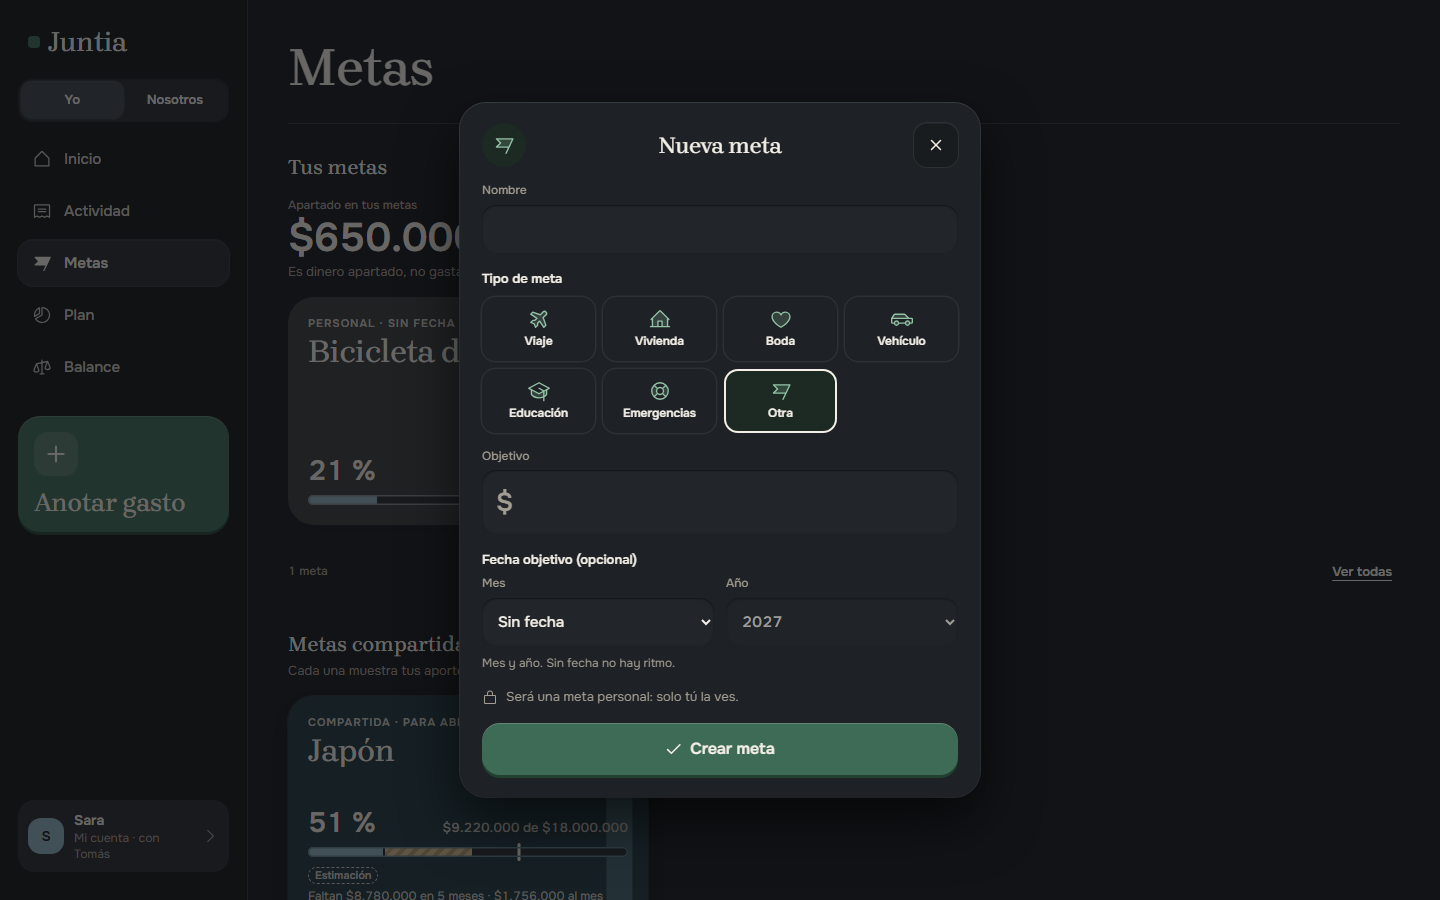 Juntia
Yo
Nosotros
Inicio
Actividad
Metas
Plan
Balance
Anotar gasto
Sara
Mi cuenta · con
Tomás
S
Metas
Tus metas
Apartado en tus metas
$650.00
Es dinero apartado, no
PERSONAL · SIN FECHA
Bicicleta
21 %
1 meta
Ver todas
Metas
Cada una muestra tus
COMPARTIDA · PARA
Japón
51 %
$9.220.000 de $18.000.000
Estimación
Faltan $8.780.000 en 5 meses · $1.756.000 al mes
Nueva meta
Nombre
Tipo de meta
Viaje
Vivienda
Boda
Vehículo
Educación
Emergencias
Otra
Objetivo
$
Fecha objetivo (opcional)
Mes
Año
Sin fecha
2027
Mes y año. Sin fecha no hay ritmo.
Será una meta personal: solo tú la ves.
Crear meta